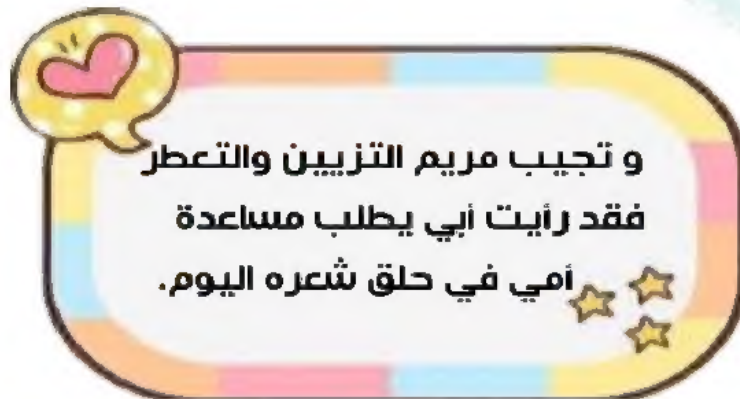 و تجيب مريم التزيين والتعطر
فقد رأيت أبي يطلب مساعدة
أمي في حلق شعره اليوم.